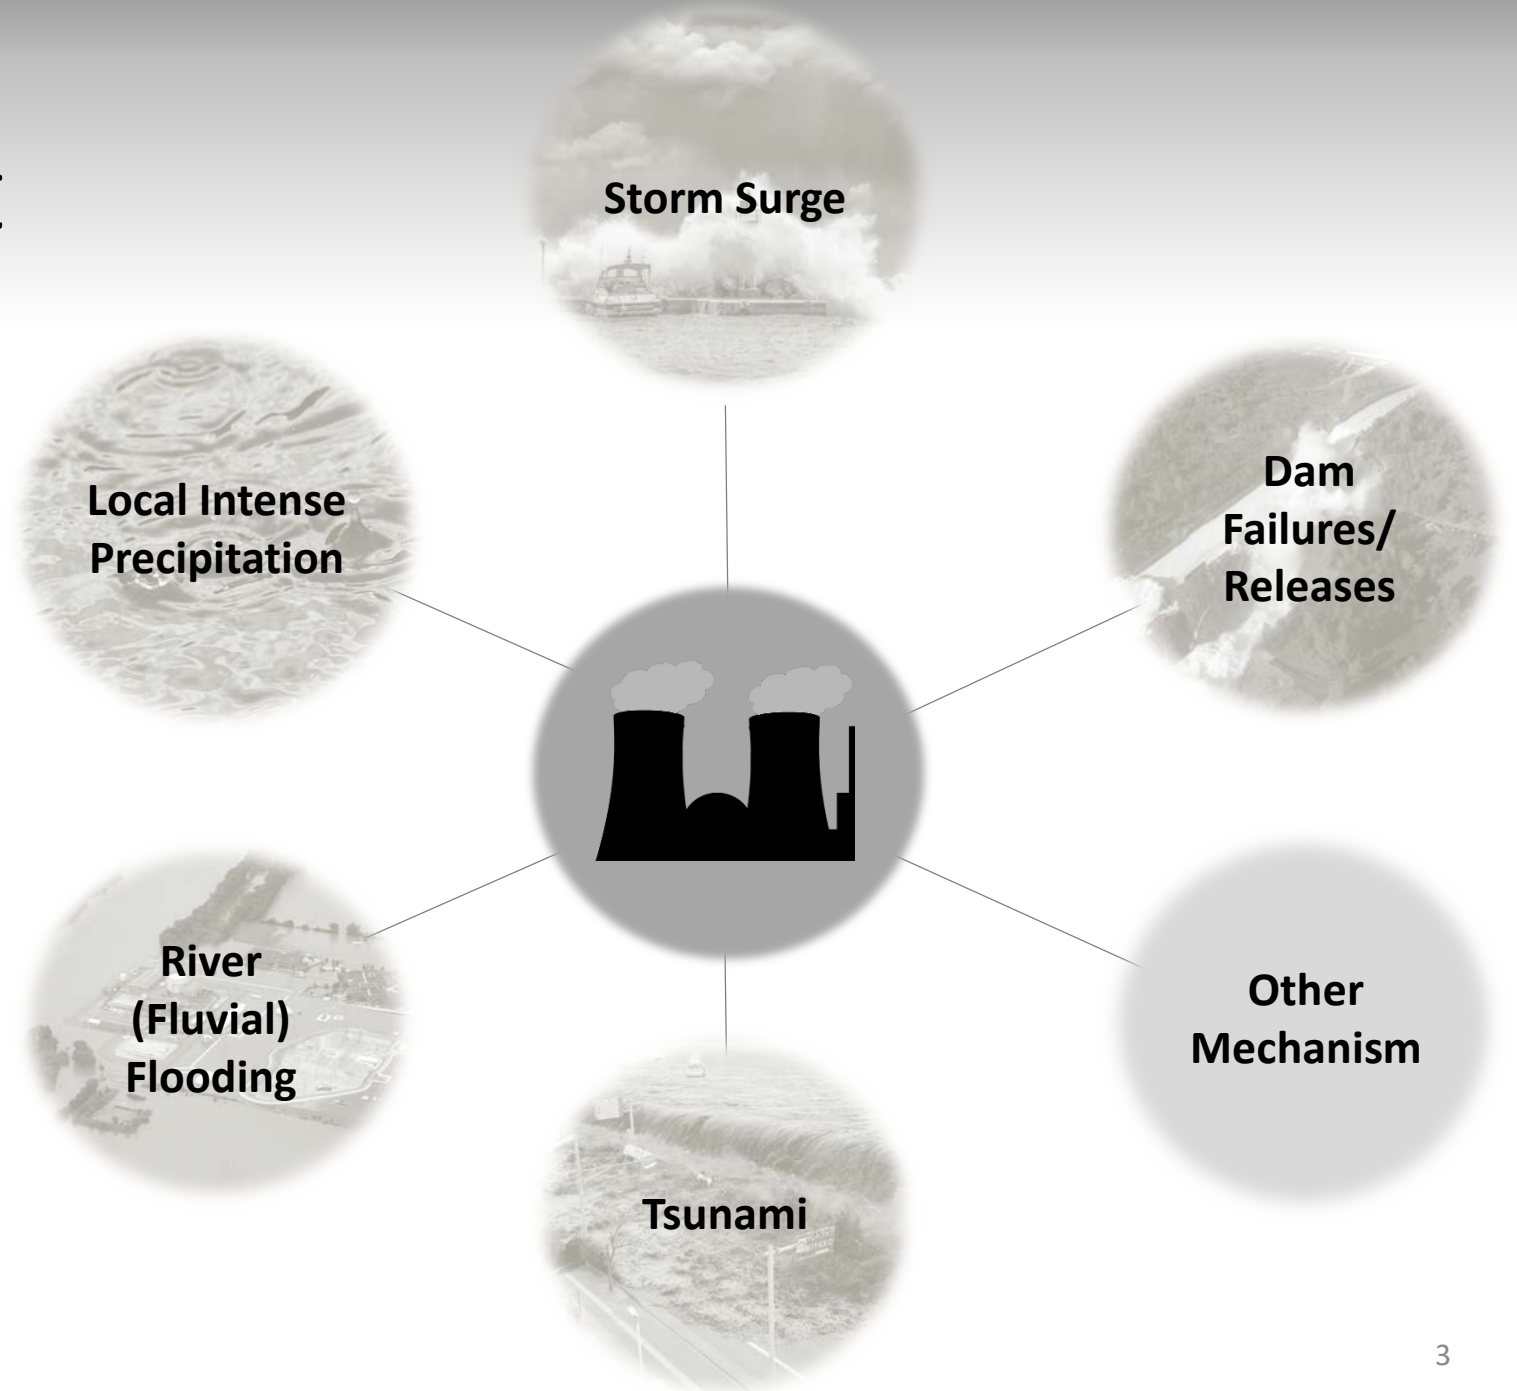 Storm Surge
Local Intense
Precipitation
Dam
Failures/
Releases
River
(Fluvial)
Flooding
Other
Mechanism
Tsunami
3